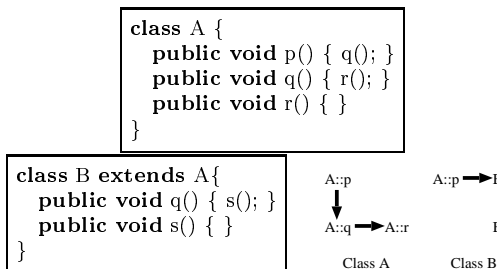 class A {
public void p() { q(); }
public void q() { r(); }
public void r() { }
}
class B extends A{
public void q() { s(); }
public void s() { }
}
A::p
A::q A::r
Class A
A::p
Class B